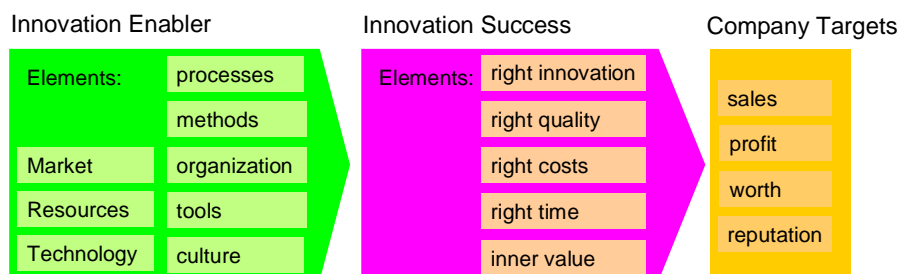 Innovation Enabler
Innovation Success
Company Targets
Elements:
Market
Resources
Technology
processes
methods
organization
tools
culture
Elements:
right innovation
right quality
right costs
right time
inner value
sales
profit
worth
reputation